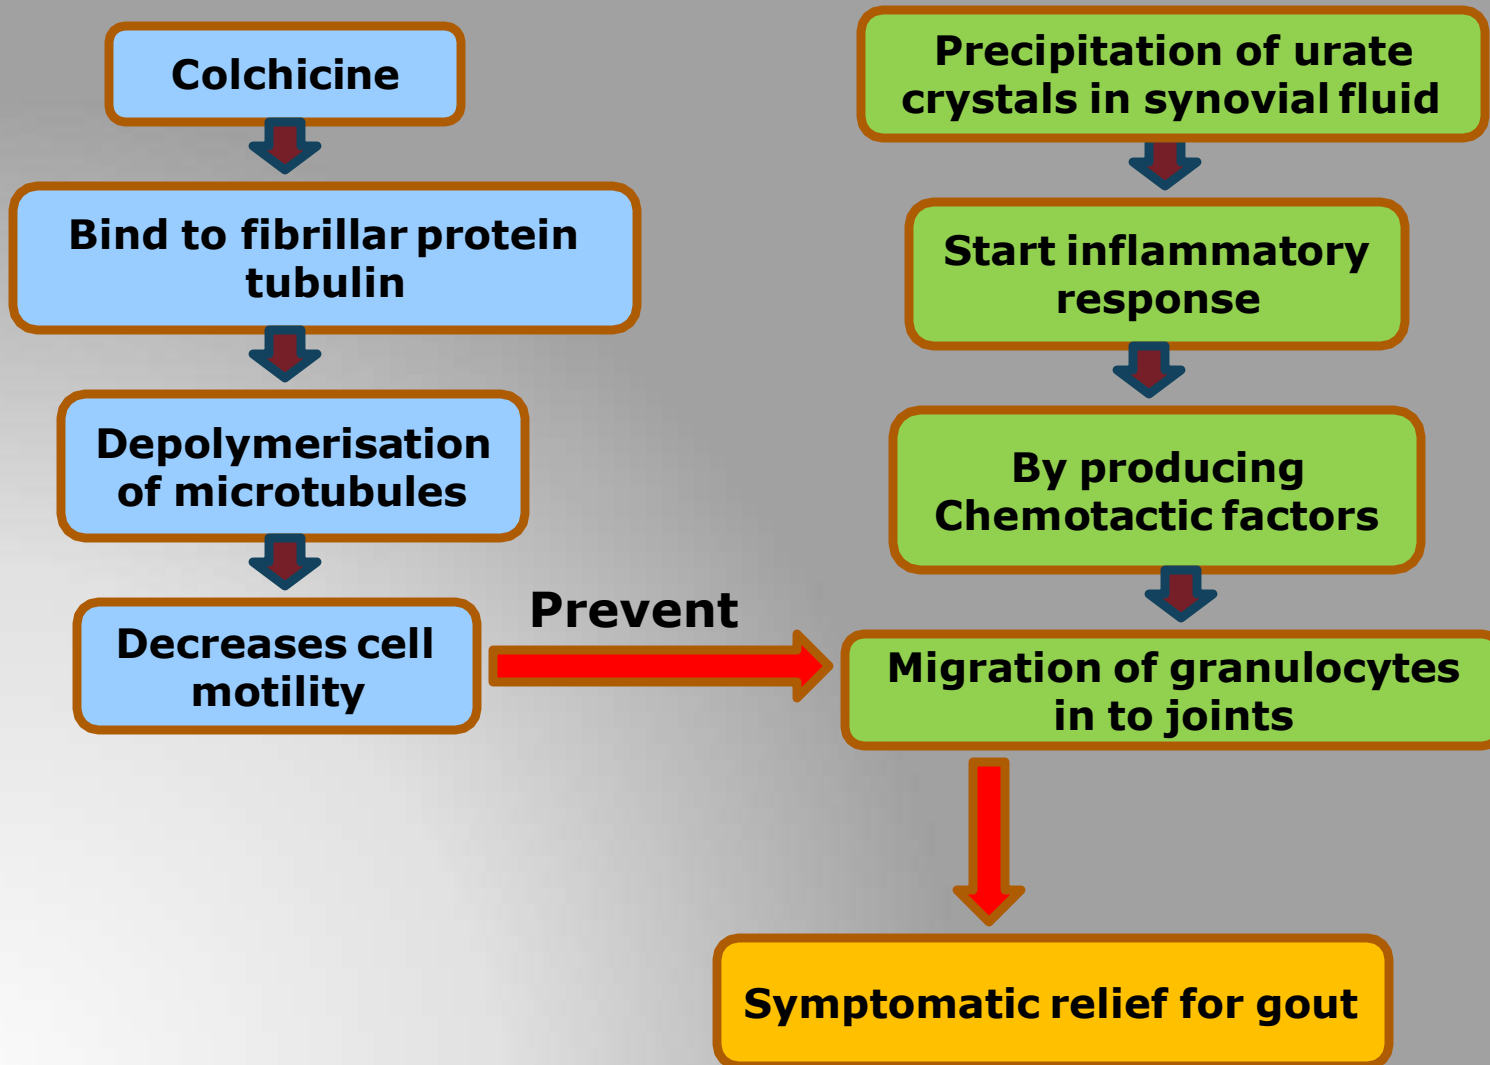 Colchicine
Bind to fibrillar protein
tubulin
Depolymerisation
of microtubules
Decreases cell
motility
Prevent
Precipitation of urate
crystals in synovial fluid
Start inflammatory
response
By producing
Chemotactic factors
Migration of granulocytes
in to joints
Symptomatic relief for gout